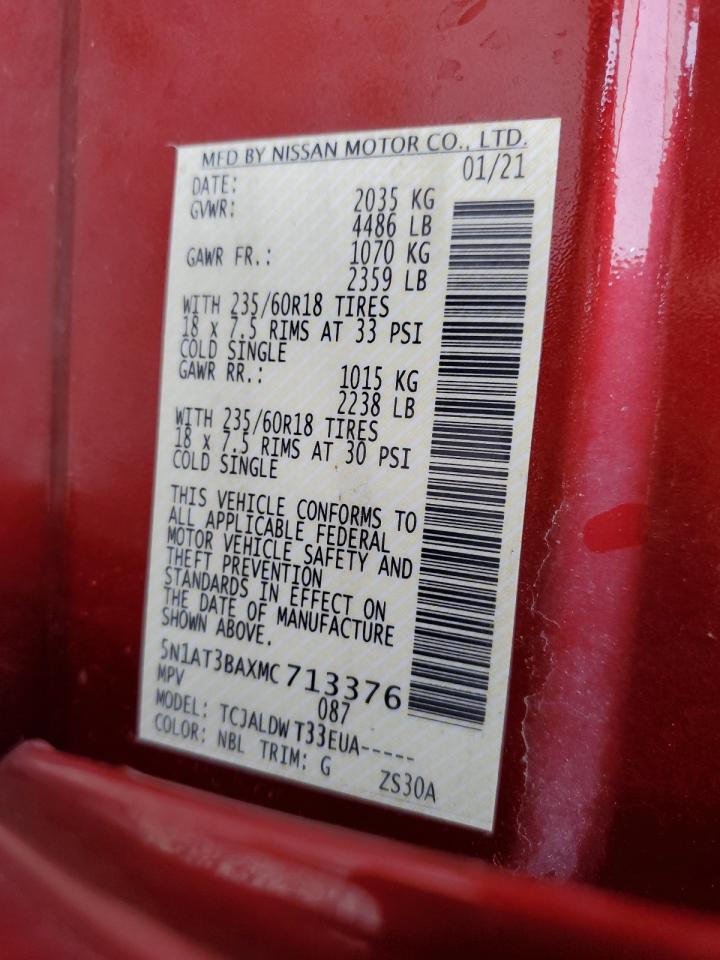 MFD BY NISSAN MOTOR CO., LTD.
DATE: 01/21
GVWR: 2035 KG
4486 LB
GAWR FR.: 1070 KG
2359 LB
WITH 235/60R18 TIRES
18 X 7.5 RIMS AT 33 PSI
COLD SINGLE
GAWR RR.: 1015 KG
2238 LB
WITH 235/60R18 TIRES
18 X 7.5 RIMS AT 30 PSI
COLD SINGLE
THIS VEHICLE CONFORMS TO
ALL APPLICABLE FEDERAL
MOTOR VEHICLE SAFETY AND
THEFT PREVENTION
STANDARDS IN EFFECT ON
THE DATE OF MANUFACTURE
SHOWN ABOVE.
5N1AT3BAXMC713376
MPV 087
MODEL: TCJALDW T33EUA-----
COLOR: NBL TRIM: G ZS30A